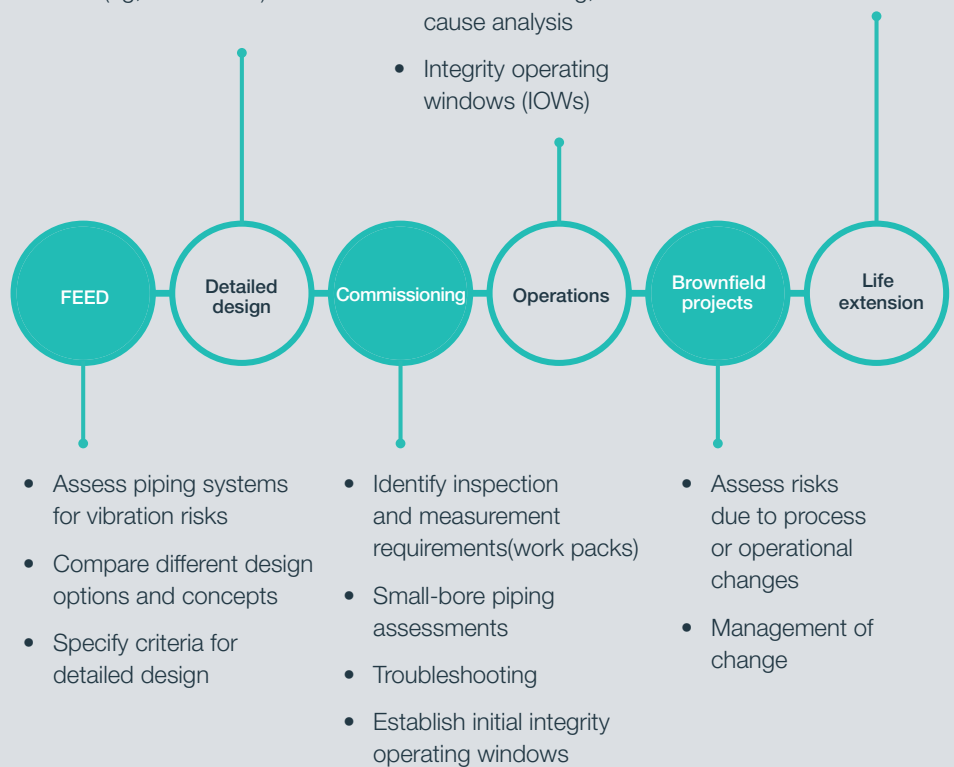 cause analysis
• Integrity operating
windows (IOWs)
FEED
Detailed
design
Commissioning
Operations
Brownfield
projects
Life
extension
• Assess piping systems
for vibration risks
• Compare different design
options and concepts
• Specify criteria for
detailed design
• Identify inspection
and measurement
requirements(work packs)
• Small-bore piping
assessments
• Troubleshooting
• Establish initial integrity
operating windows
• Assess risks
due to process
or operational
changes
• Management of
change